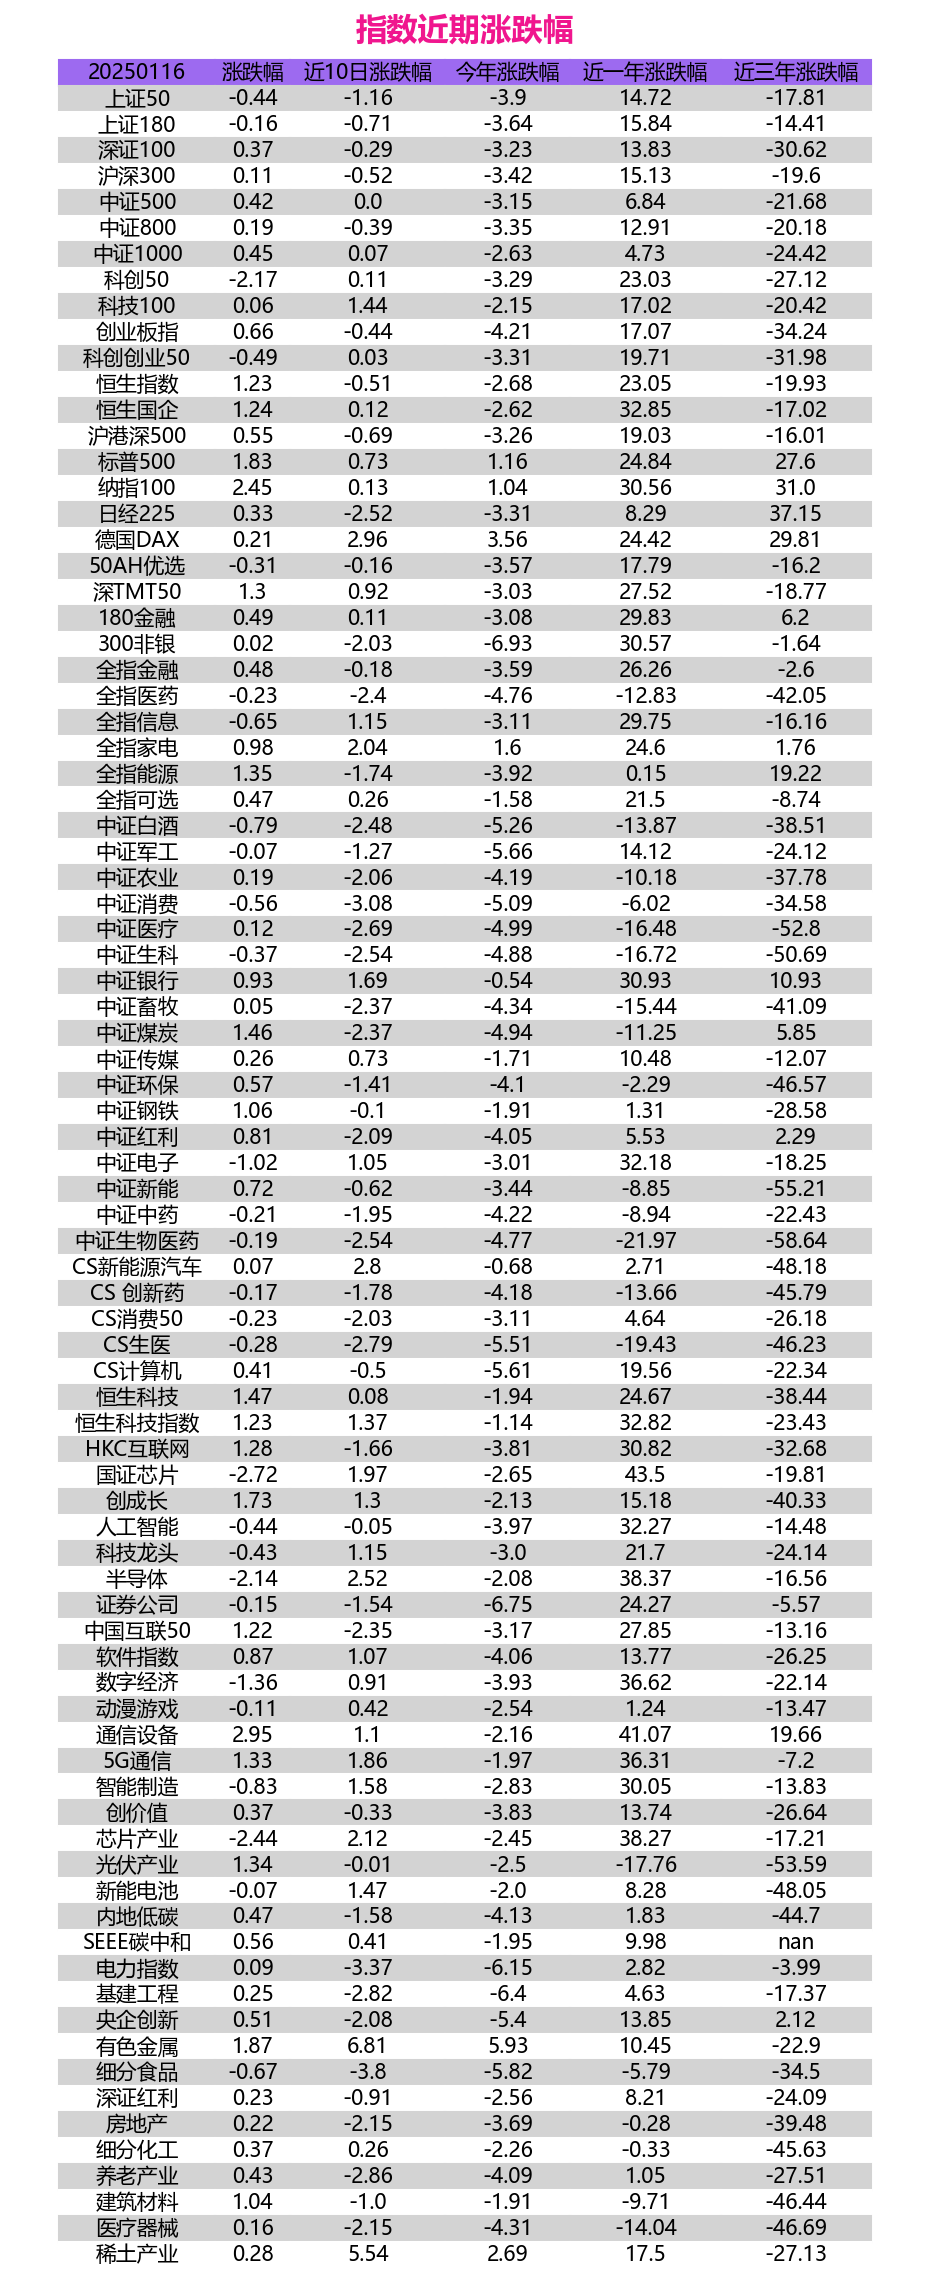 指数近期涨跌幅
20250116 涨跌幅 近10日涨跌幅 今年涨跌幅 近一年涨跌幅 近三年涨跌幅
上证50 -0.44 -1.16 -3.9 14.72 -17.81
上证180 -0.16 -0.71 -3.64 15.84 -14.41
深证100 0.37 -0.29 -3.23 13.83 -30.62
沪深300 0.11 -0.52 -3.42 15.13 -19.6
中证500 0.42 0.0 -3.15 6.84 -21.68
中证800 0.19 -0.39 -3.35 12.91 -20.18
中证1000 0.45 0.07 -2.63 4.73 -24.42
科创50 -2.17 0.11 -3.29 23.03 -27.12
科技100 0.06 1.44 -2.15 17.02 -20.42
创业板指 0.66 -0.44 -4.21 17.07 -34.24
科创创业50 -0.49 0.03 -3.31 19.71 -31.98
恒生指数 1.23 -0.51 -2.68 23.05 -19.93
恒生国企 1.24 0.12 -2.62 32.85 -17.02
沪港深500 0.55 -0.69 -3.26 19.03 -16.01
标普500 1.83 0.73 1.16 24.84 27.6
纳指100 2.45 0.13 1.04 30.56 31.0
日经225 0.33 -2.52 -3.31 8.29 37.15
德国DAX 0.21 2.96 3.56 24.42 29.81
50AH优选 -0.31 -0.16 -3.57 17.79 -16.2
深TMT50 1.3 0.92 -3.03 27.52 -18.77
180金融 0.49 0.11 -3.08 29.83 6.2
300非银 0.02 -2.03 -6.93 30.57 -1.64
全指金融 0.48 -0.18 -3.59 26.26 -2.6
全指医药 -0.23 -2.4 -4.76 -12.83 -42.05
全指信息 -0.65 1.15 -3.11 29.75 -16.16
全指家电 0.98 2.04 1.6 24.6 1.76
全指能源 1.35 -1.74 -3.92 0.15 19.22
全指可选 0.47 0.26 -1.58 21.5 -8.74
中证白酒 -0.79 -2.48 -5.26 -13.87 -38.51
中证军工 -0.07 -1.27 -5.66 14.12 -24.12
中证农业 0.19 -2.06 -4.19 -10.18 -37.78
中证消费 -0.56 -3.08 -5.09 -6.02 -34.58
中证医疗 0.12 -2.69 -4.99 -16.48 -52.8
中证生科 -0.37 -2.54 -4.88 -16.72 -50.69
中证银行 0.93 1.69 -0.54 30.93 10.93
中证畜牧 0.05 -2.37 -4.34 -15.44 -41.09
中证煤炭 1.46 -2.37 -4.94 -11.25 5.85
中证传媒 0.26 0.73 -1.71 10.48 -12.07
中证环保 0.57 -1.41 -4.1 -2.29 -46.57
中证钢铁 1.06 -0.1 -1.91 1.31 -28.58
中证红利 0.81 -2.09 -4.05 5.53 2.29
中证电子 -1.02 1.05 -3.01 32.18 -18.25
中证新能 0.72 -0.62 -3.44 -8.85 -55.21
中证中药 -0.21 -1.95 -4.22 -8.94 -22.43
中证生物医药 -0.19 -2.54 -4.77 -21.97 -58.64
CS新能源汽车 0.07 2.8 -0.68 2.71 -48.18
CS 创新药 -0.17 -1.78 -4.18 -13.66 -45.79
CS消费50 -0.23 -2.03 -3.11 4.64 -26.18
CS生医 -0.28 -2.79 -5.51 -19.43 -46.23
CS计算机 0.41 -0.5 -5.61 19.56 -22.34
恒生科技 1.47 0.08 -1.94 24.67 -38.44
恒生科技指数 1.23 1.37 -1.14 32.82 -23.43
HKC互联网 1.28 -1.66 -3.81 30.82 -32.68
国证芯片 -2.72 1.97 -2.65 43.5 -19.81
创成长 1.73 1.3 -2.13 15.18 -40.33
人工智能 -0.44 -0.05 -3.97 32.27 -14.48
科技龙头 -0.43 1.15 -3.0 21.7 -24.14
半导体 -2.14 2.52 -2.08 38.37 -16.56
证券公司 -0.15 -1.54 -6.75 24.27 -5.57
中国互联50 1.22 -2.35 -3.17 27.85 -13.16
软件指数 0.87 1.07 -4.06 13.77 -26.25
数字经济 -1.36 0.91 -3.93 36.62 -22.14
动漫游戏 -0.11 0.42 -2.54 1.24 -13.47
通信设备 2.95 1.1 -2.16 41.07 19.66
5G通信 1.33 1.86 -1.97 36.31 -7.2
智能制造 -0.83 1.58 -2.83 30.05 -13.83
创价值 0.37 -0.33 -3.83 13.74 -26.64
芯片产业 -2.44 2.12 -2.45 38.27 -17.21
光伏产业 1.34 -0.01 -2.5 -17.76 -53.59
新能电池 -0.07 1.47 -2.0 8.28 -48.05
内地低碳 0.47 -1.58 -4.13 1.83 -44.7
SEEE碳中和 0.56 0.41 -1.95 9.98 nan
电力指数 0.09 -3.37 -6.15 2.82 -3.99
基建工程 0.25 -2.82 -6.4 4.63 -17.37
央企创新 0.51 -2.08 -5.4 13.85 2.12
有色金属 1.87 6.81 5.93 10.45 -22.9
细分食品 -0.67 -3.8 -5.82 -5.79 -34.5
深证红利 0.23 -0.91 -2.56 8.21 -24.09
房地产 0.22 -2.15 -3.69 -0.28 -39.48
细分化工 0.37 0.26 -2.26 -0.33 -45.63
养老产业 0.43 -2.86 -4.09 1.05 -27.51
建筑材料 1.04 -1.0 -1.91 -9.71 -46.44
医疗器械 0.16 -2.15 -4.31 -14.04 -46.69
稀土产业 0.28 5.54 2.69 17.5 -27.13